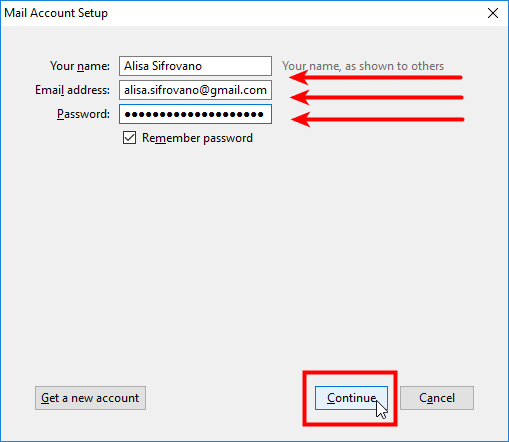 Mail Account Setup
Your name: Alisa Sifrovano Your name, as shown to others
Email address: alisa.sifrovano@gmail.com
Password: ●●●●●●●●●●●●●●●●●●●●
Remember password
Get a new account Continue Cancel